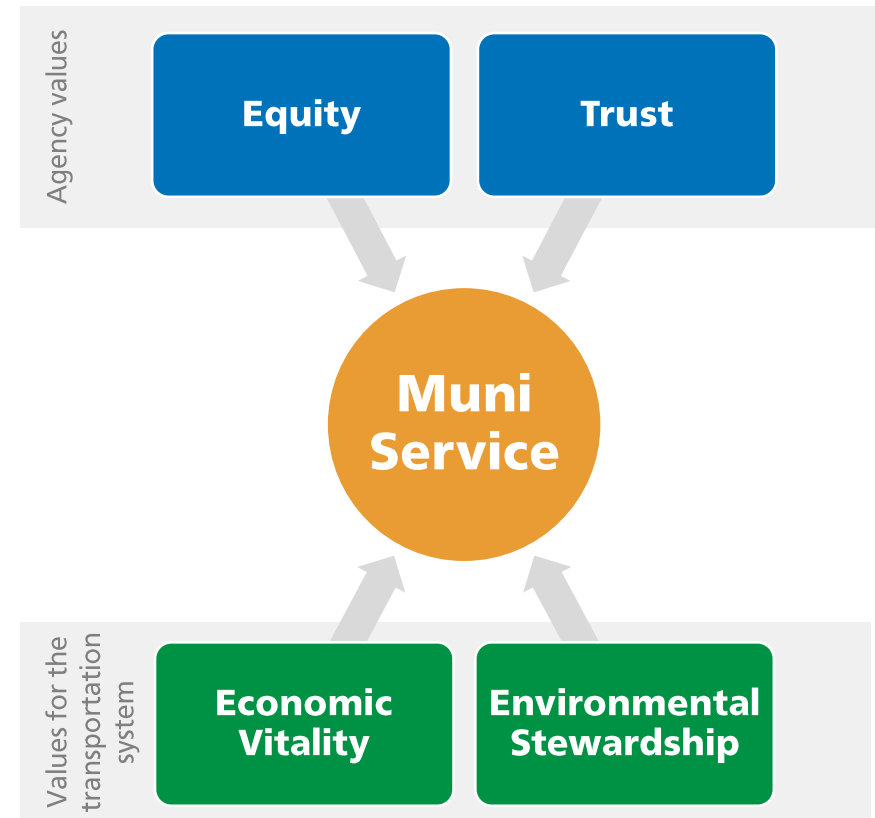 Agency values
Equity
Trust
Muni
Service
Values for the
transportation
system
Economic
Vitality
Environmental
Stewardship